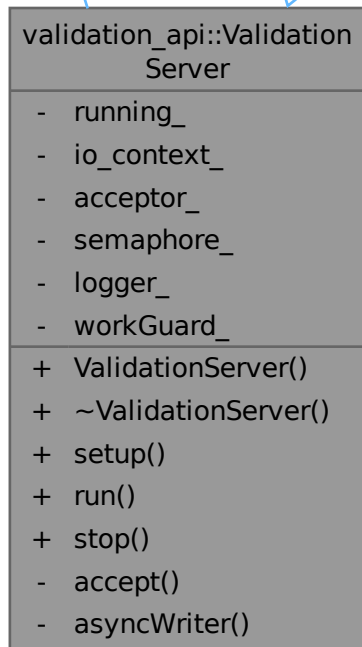 validation_api::Validation
Server
- running_
- io_context_
- acceptor_
- semaphore_
- logger_
- workGuard_
+ ValidationServer()
+ ~ValidationServer()
+ setup()
+ run()
+ stop()
- accept()
- asyncWriter()